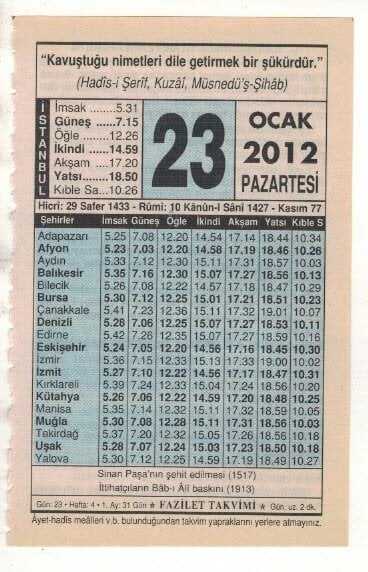 “Kavuştuğu nimetleri dile getirmek bir şükürdür.”
(Hadîs-i Şerîf, Kuzâî, Müsnedü’ş-Şihâb)
İSTANBUL
İmsak ........5.31
Güneş ......7.15
Öğle .........12.26
İkindi ......14.59
Akşam ....17.20
Yatsı.......18.50
Kıble Sa...10.26
23
OCAK
2012
PAZARTESİ
Hicrî: 29 Safer 1433 - Rûmî: 10 Kânûn-I Sânî 1427 - Kasım 77
Şehirler İmsak Güneş Öğle İkindi Akşam Yatsı Kıble S
Adapazarı 5.25 7.08 12.20 14.54 17.14 18.44 10.34
Afyon 5.23 7.03 12.20 14.58 17.19 18.46 10.26
Aydın 5.33 7.12 12.30 15.11 17.31 18.57 10.03
Balıkesir 5.35 7.16 12.30 15.07 17.27 18.56 10.13
Bilecik 5.26 7.08 12.22 14.57 17.18 18.47 10.29
Bursa 5.30 7.12 12.25 15.01 17.21 18.51 10.23
Çanakkale 5.41 7.23 12.36 15.11 17.32 19.01 10.07
Denizli 5.28 7.06 12.25 15.07 17.27 18.53 10.11
Edirne 5.42 7.26 12.35 15.07 17.27 18.59 10.16
Eskişehir 5.24 7.05 12.20 14.56 17.16 18.45 10.30
İzmir 5.36 7.15 12.33 15.13 17.33 19.00 10.02
İzmit 5.27 7.10 12.22 14.56 17.17 18.47 10.31
Kırklareli 5.39 7.24 12.33 15.04 17.24 18.56 10.20
Kütahya 5.26 7.06 12.22 14.59 17.20 18.48 10.25
Manisa 5.35 7.14 12.32 15.11 17.32 18.59 10.05
Muğla 5.30 7.08 12.28 15.11 17.31 18.56 10.03
Tekirdağ 5.37 7.20 12.32 15.05 17.26 18.56 10.18
Uşak 5.28 7.07 12.24 15.03 17.23 18.50 10.18
Yalova 5.30 7.12 12.25 14.59 17.19 18.49 10.27
Sinan Paşa’nın şehit edilmesi (1517)
İttihatçıların Bâb-ı Âlî baskını (1913)
Gün: 23 • Hafta: 4 • 1. Ay: 31 Gün ★ FAZİLET TAKVİMİ ★ Gün. uz. 2 dk.
Âyet-hadîs meâlleri v.b. bulunduğundan takvim yapraklarını yerlere atmayınız.